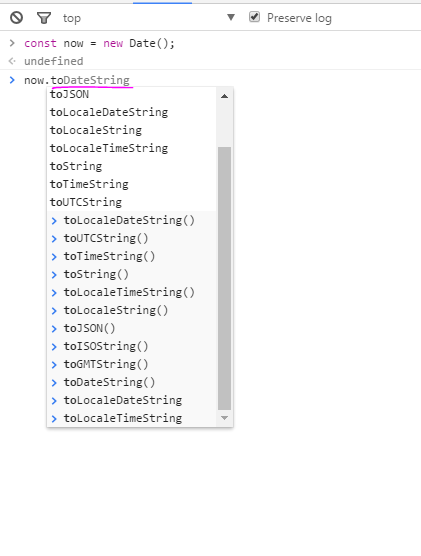 top Preserve log
const now = new Date();
undefined
now.toDateString
toJSON
toLocaleDateString
toLocaleString
toLocaleTimeString
toString
toTimeString
toUTCString
toLocaleDateString()
toUTCString()
toTimeString()
toString()
toLocaleTimeString()
toLocaleString()
toJSON()
toISOString()
toGMTString()
toDateString()
toLocaleDateString
toLocaleTimeString